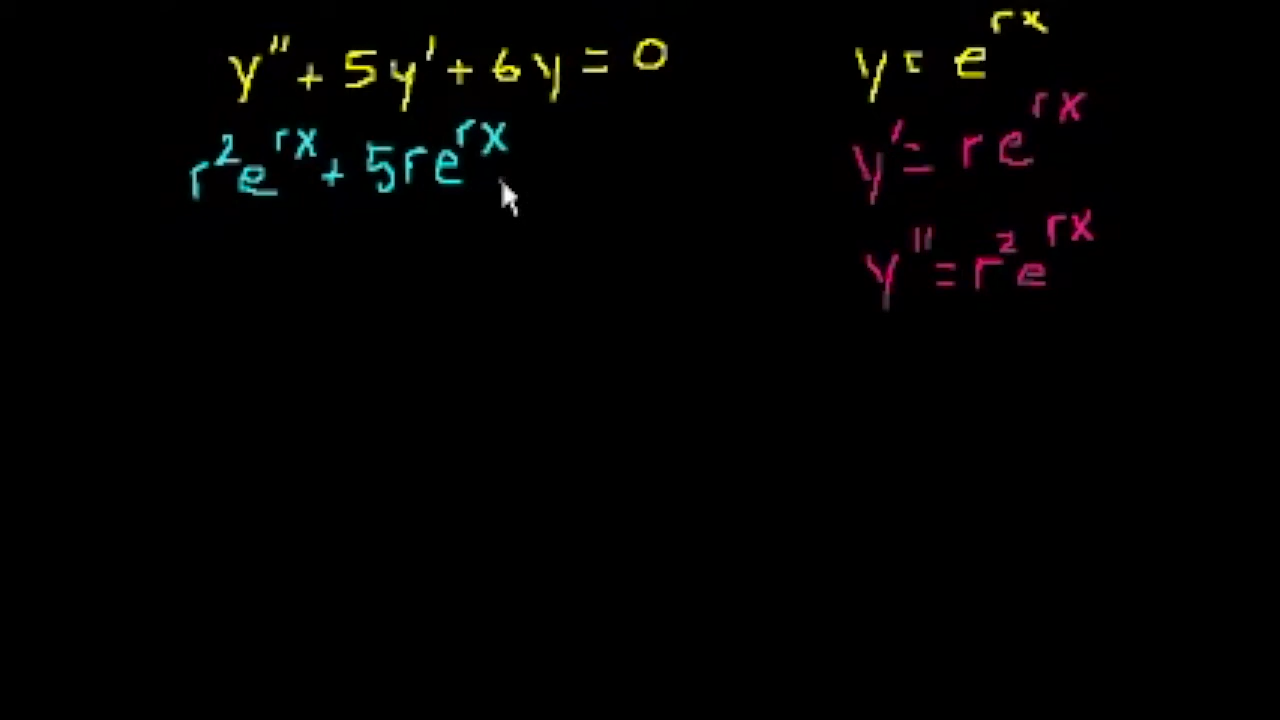 y'' + 5y' + 6y = 0
r²e^{rx} + 5re^{rx}
y = e^{rx}
y' = re^{rx}
y'' = r²e^{rx}